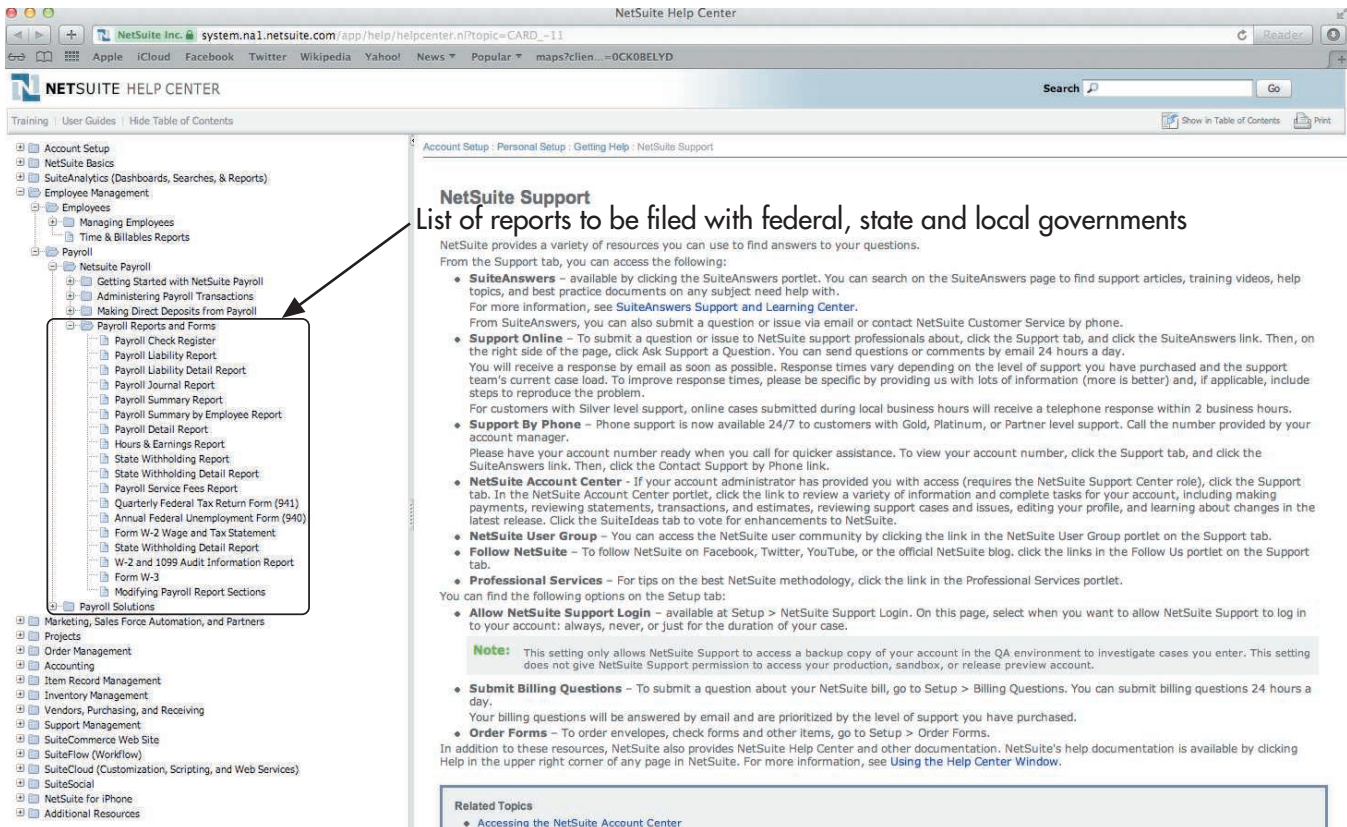 NetSuite Help Center
NetSuite Inc. system.na1.netsuite.com/app/help/helpcenter.nl?topic=CARD_-11
Reader
Apple iCloud Facebook Twitter Wikipedia Yahoo! News Popular maps?clien...=0CK0BELYD
NETSUITE HELP CENTER
Search
Go
Training | User Guides | Hide Table of Contents
Show in Table of Contents
Print
Account Setup
NetSuite Basics
SuiteAnalytics (Dashboards, Searches, & Reports)
Employee Management
Employees
Managing Employees
Time & Billables Reports
Payroll
Netsuite Payroll
Getting Started with NetSuite Payroll
Administering Payroll Transactions
Making Direct Deposits from Payroll
Payroll Reports and Forms
Payroll Check Register
Payroll Liability Report
Payroll Liability Detail Report
Payroll Journal Report
Payroll Summary Report
Payroll Summary by Employee Report
Payroll Detail Report
Hours & Earnings Report
State Withholding Report
State Withholding Detail Report
Payroll Service Fees Report
Quarterly Federal Tax Return Form (941)
Annual Federal Unemployment Form (940)
Form W-2 Wage and Tax Statement
State Withholding Detail Report
W-2 and 1099 Audit Information Report
Form W-3
Modifying Payroll Report Sections
Payroll Solutions
Marketing, Sales Force Automation, and Partners
Projects
Order Management
Accounting
Item Record Management
Inventory Management
Vendors, Purchasing, and Receiving
Support Management
SuiteCommerce Web Site
SuiteFlow (Workflow)
SuiteCloud (Customization, Scripting, and Web Services)
SuiteSocial
NetSuite for iPhone
Additional Resources
Account Setup : Personal Setup : Getting Help : NetSuite Support
NetSuite Support
List of reports to be filed with federal, state and local governments
NetSuite provides a variety of resources you can use to find answers to your questions.
From the Support tab, you can access the following:
• SuiteAnswers – available by clicking the SuiteAnswers portlet. You can search on the SuiteAnswers page to find support articles, training videos, help
topics, and best practice documents on any subject need help with.
For more information, see SuiteAnswers Support and Learning Center.
From SuiteAnswers, you can also submit a question or issue via email or contact NetSuite Customer Service by phone.
• Support Online – To submit a question or issue to NetSuite support professionals about, click the Support tab, and click the SuiteAnswers link. Then, on
the right side of the page, click Ask Support a Question. You can send questions or comments by email 24 hours a day.
You will receive a response by email as soon as possible. Response times vary depending on the level of support you have purchased and the support
team's current case load. To improve response times, please be specific by providing us with lots of information (more is better) and, if applicable, include
steps to reproduce the problem.
For customers with Silver level support, online cases submitted during local business hours will receive a telephone response within 2 business hours.
• Support By Phone – Phone support is now available 24/7 to customers with Gold, Platinum, or Partner level support. Call the number provided by your
account manager.
Please have your account number ready when you call for quicker assistance. To view your account number, click the Support tab, and click the
SuiteAnswers link. Then, click the Contact Support by Phone link.
• NetSuite Account Center - If your account administrator has provided you with access (requires the NetSuite Support Center role), click the Support
tab. In the NetSuite Account Center portlet, click the link to review a variety of information and complete tasks for your account, including making
payments, reviewing statements, transactions, and estimates, reviewing support cases and issues, editing your profile, and learning about changes in the
latest release. Click the SuiteIdeas tab to vote for enhancements to NetSuite.
• NetSuite User Group – You can access the NetSuite user community by clicking the link in the NetSuite User Group portlet on the Support tab.
• Follow NetSuite – To follow NetSuite on Facebook, Twitter, YouTube, or the official NetSuite blog. click the links in the Follow Us portlet on the Support
tab.
• Professional Services – For tips on the best NetSuite methodology, click the link in the Professional Services portlet.
You can find the following options on the Setup tab:
• Allow NetSuite Support Login – available at Setup > NetSuite Support Login. On this page, select when you want to allow NetSuite Support to log in
to your account: always, never, or just for the duration of your case.
Note: This setting only allows NetSuite Support to access a backup copy of your account in the QA environment to investigate cases you enter. This setting
does not give NetSuite Support permission to access your production, sandbox, or release preview account.
• Submit Billing Questions – To submit a question about your NetSuite bill, go to Setup > Billing Questions. You can submit billing questions 24 hours a
day.
Your billing questions will be answered by email and are prioritized by the level of support you have purchased.
• Order Forms – To order envelopes, check forms and other items, go to Setup > Order Forms.
In addition to these resources, NetSuite also provides NetSuite Help Center and other documentation. NetSuite's help documentation is available by clicking
Help in the upper right corner of any page in NetSuite. For more information, see Using the Help Center Window.
Related Topics
• Accessing the NetSuite Account Center